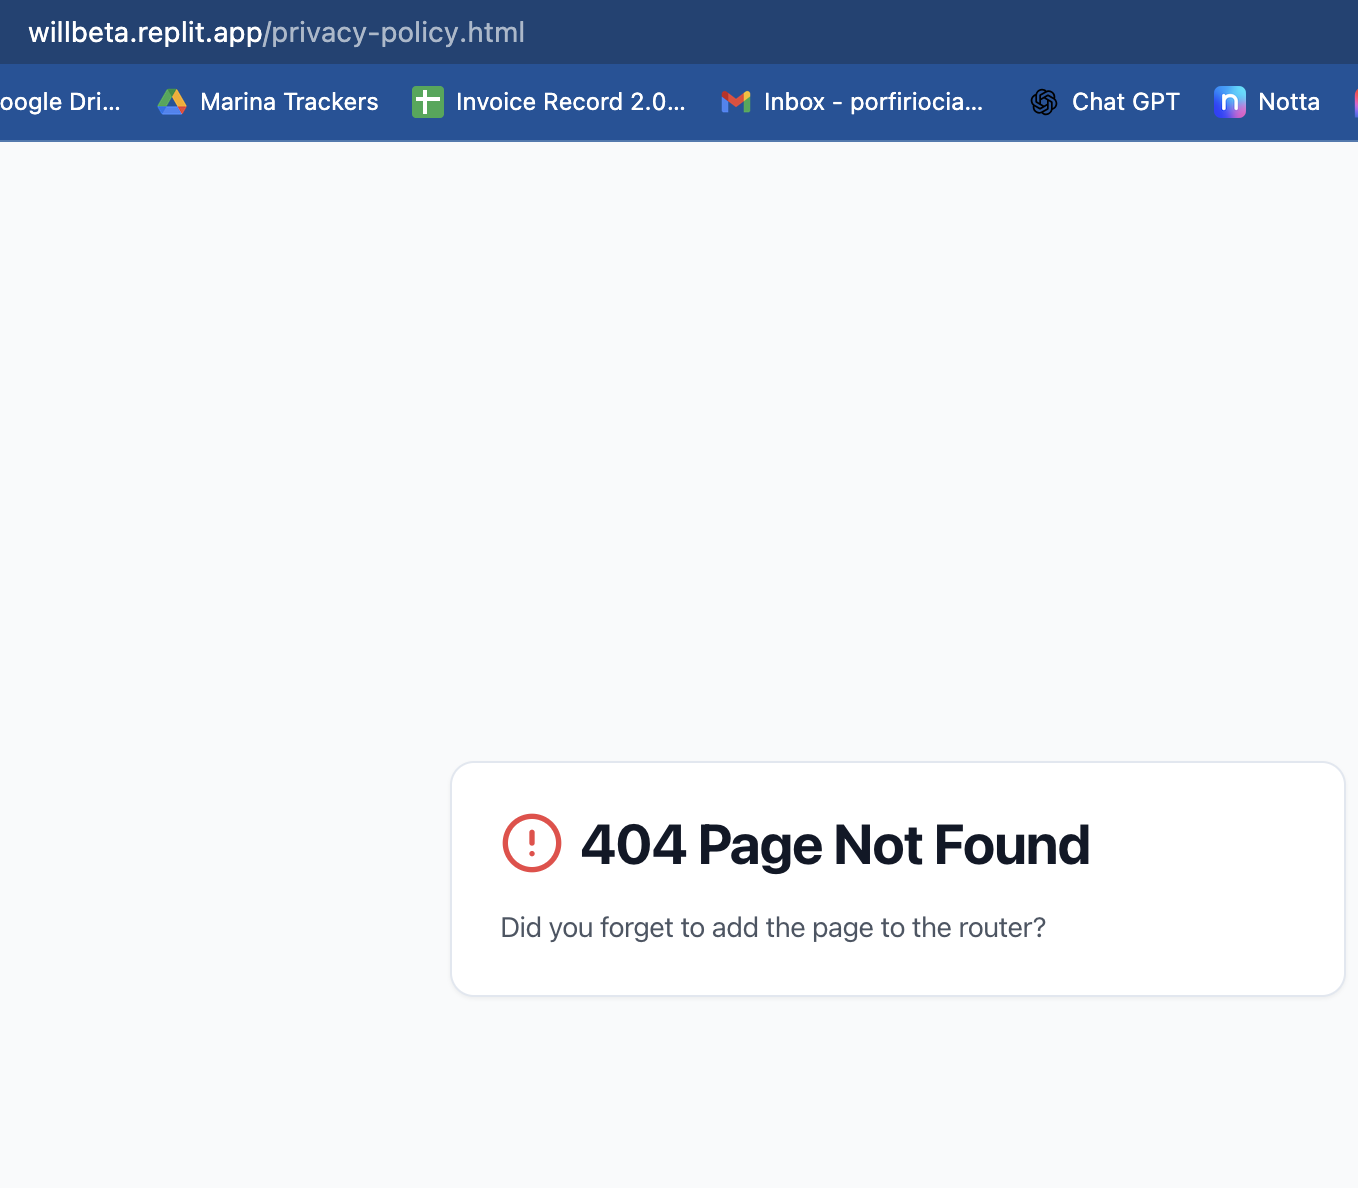 willbeta.replit.app/privacy-policy.html
oogle Dri... Marina Trackers Invoice Record 2.0... Inbox - porfiriocia... Chat GPT n Notta
404 Page Not Found
Did you forget to add the page to the router?